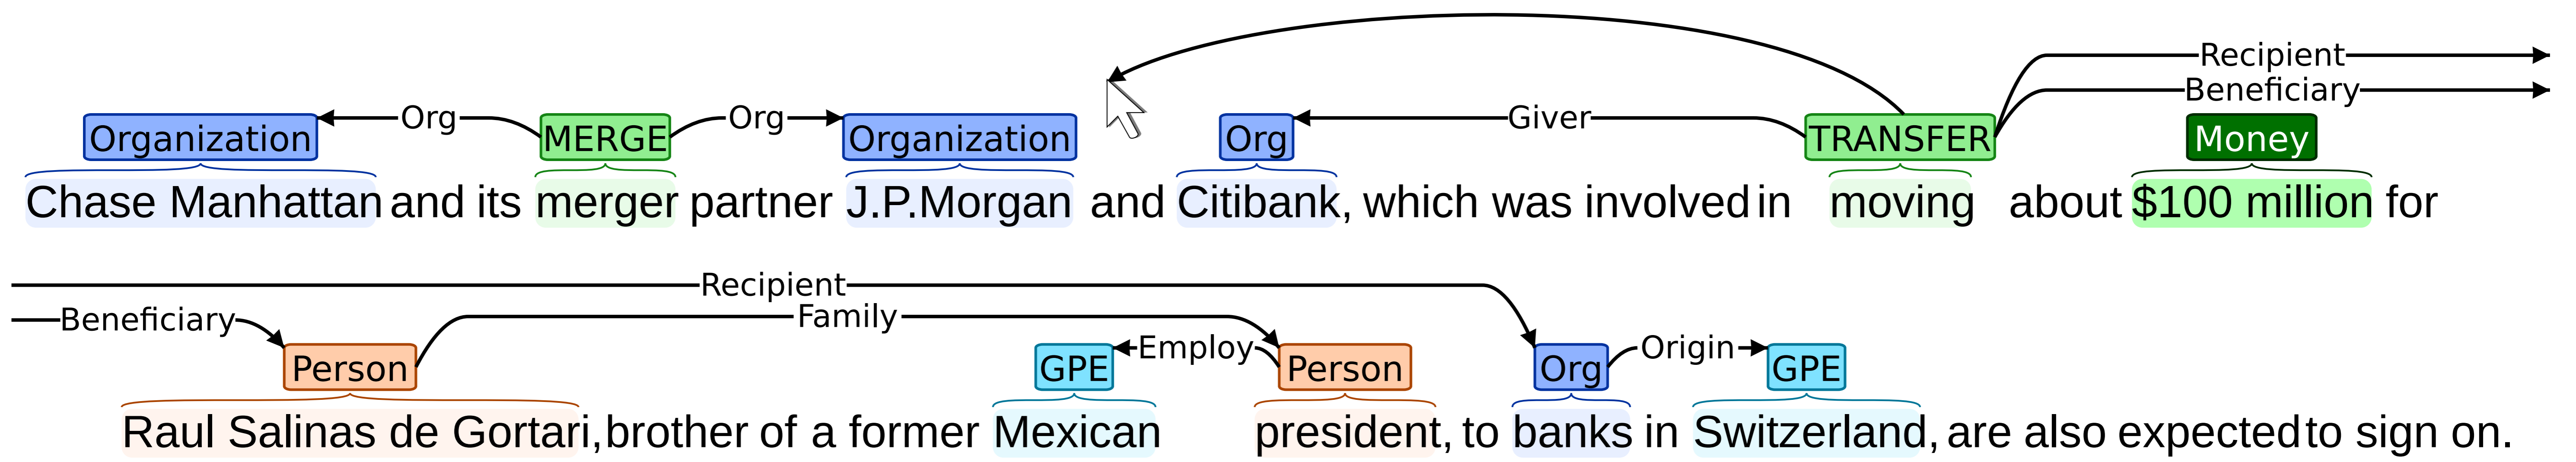 Recipient
Beneficiary
Org Org Giver
Organization MERGE Organization Org TRANSFER Money
Chase Manhattan and its merger partner J.P.Morgan and Citibank, which was involved in moving about $100 million for
Recipient
Beneficiary Family
Employ Origin
Person GPE Person Org GPE
Raul Salinas de Gortari, brother of a former Mexican president, to banks in Switzerland, are also expected to sign on.